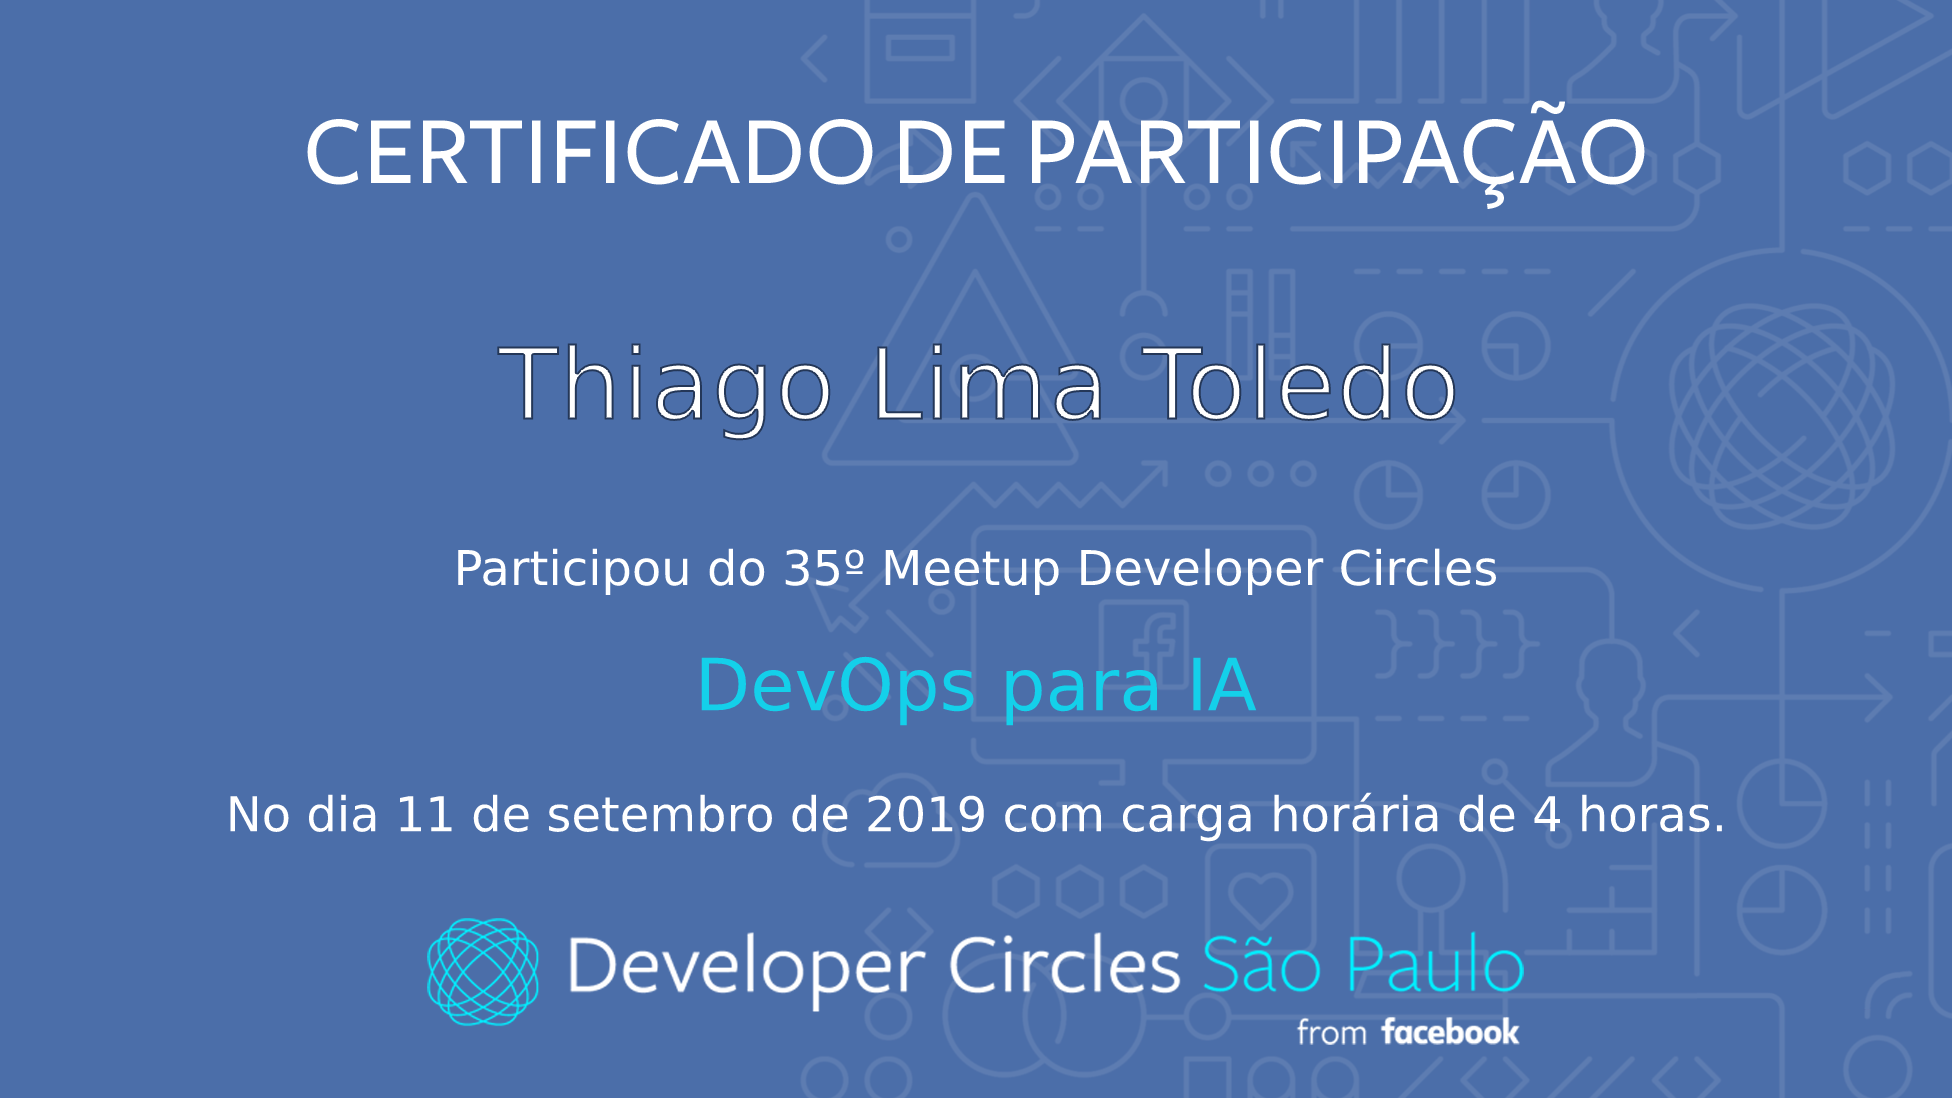 CERTIFICADO DE PARTICIPAÇÃO
Thiago Lima Toledo
Participou do 35º Meetup Developer Circles
DevOps para IA
No dia 11 de setembro de 2019 com carga horária de 4 horas.
Developer Circles São Paulo
from facebook